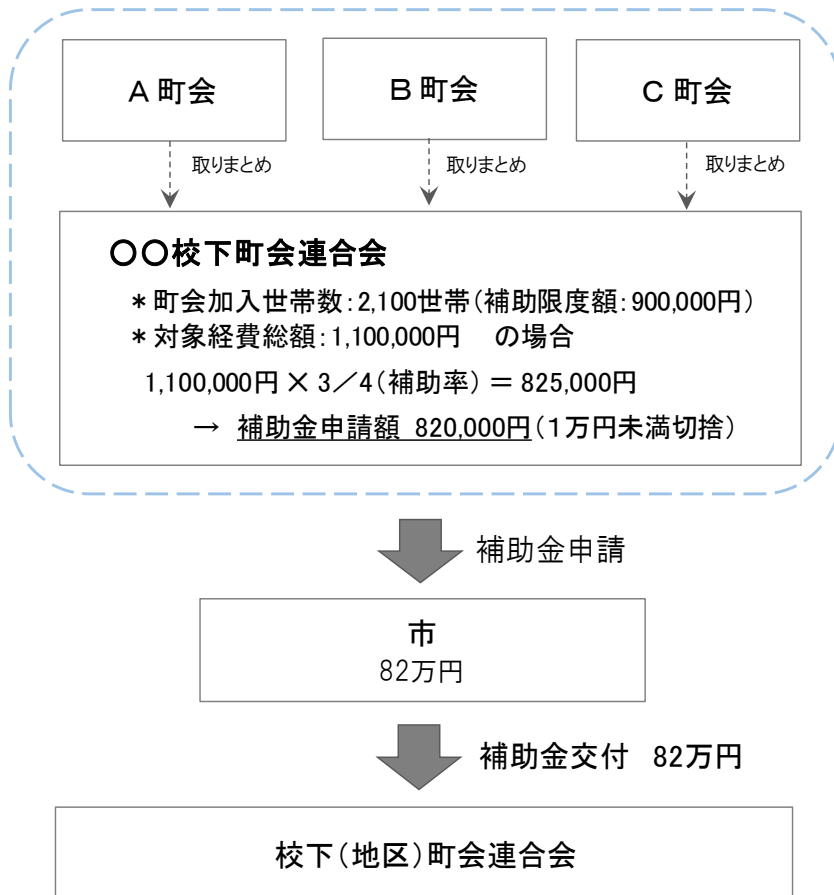 A 町会
B 町会
C 町会
取りまとめ
取りまとめ
取りまとめ
〇〇校下町会連合会
＊町会加入世帯数：2,100世帯（補助限度額：900,000円）
＊対象経費総額：1,100,000円　の場合
1,100,000円 × 3／4（補助率） ＝ 825,000円
→ 補助金申請額 820,000円（1万円未満切捨）
補助金申請
市
82万円
補助金交付 82万円
校下（地区）町会連合会